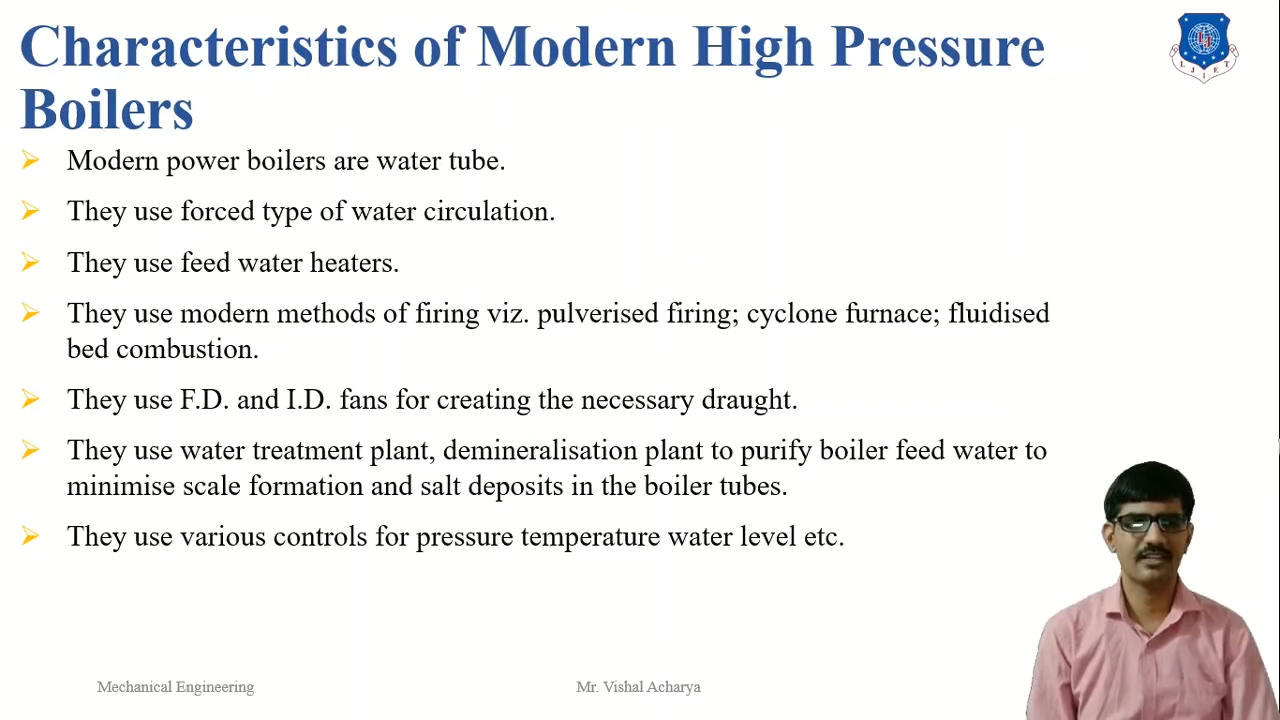 Characteristics of Modern High Pressure
Boilers
L J I E T
Modern power boilers are water tube.
They use forced type of water circulation.
They use feed water heaters.
They use modern methods of firing viz. pulverised firing; cyclone furnace; fluidised
bed combustion.
They use F.D. and I.D. fans for creating the necessary draught.
They use water treatment plant, demineralisation plant to purify boiler feed water to
minimise scale formation and salt deposits in the boiler tubes.
They use various controls for pressure temperature water level etc.
Mechanical Engineering
Mr. Vishal Acharya